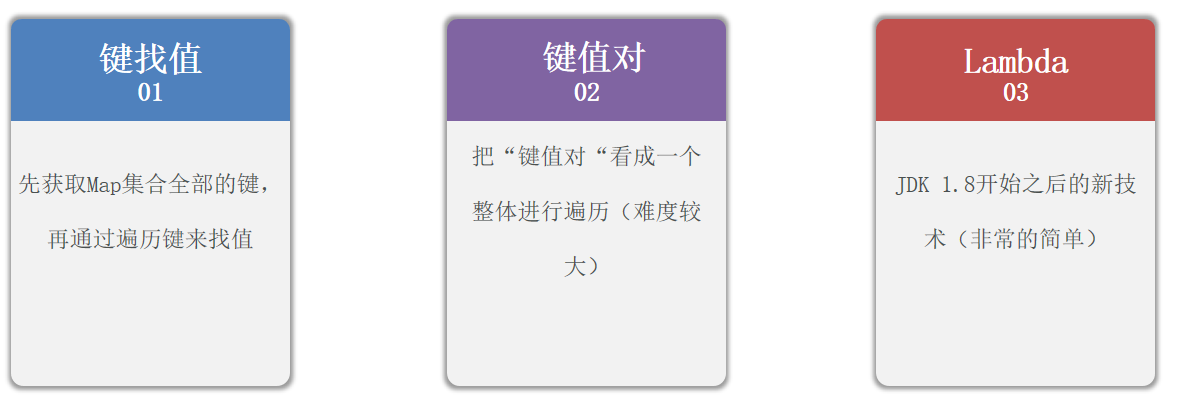 键找值
01
先获取Map集合全部的键，
再通过遍历键来找值
键值对
02
把“键值对“看成一个
整体进行遍历（难度较
大）
Lambda
03
JDK 1.8开始之后的新技
术（非常的简单）